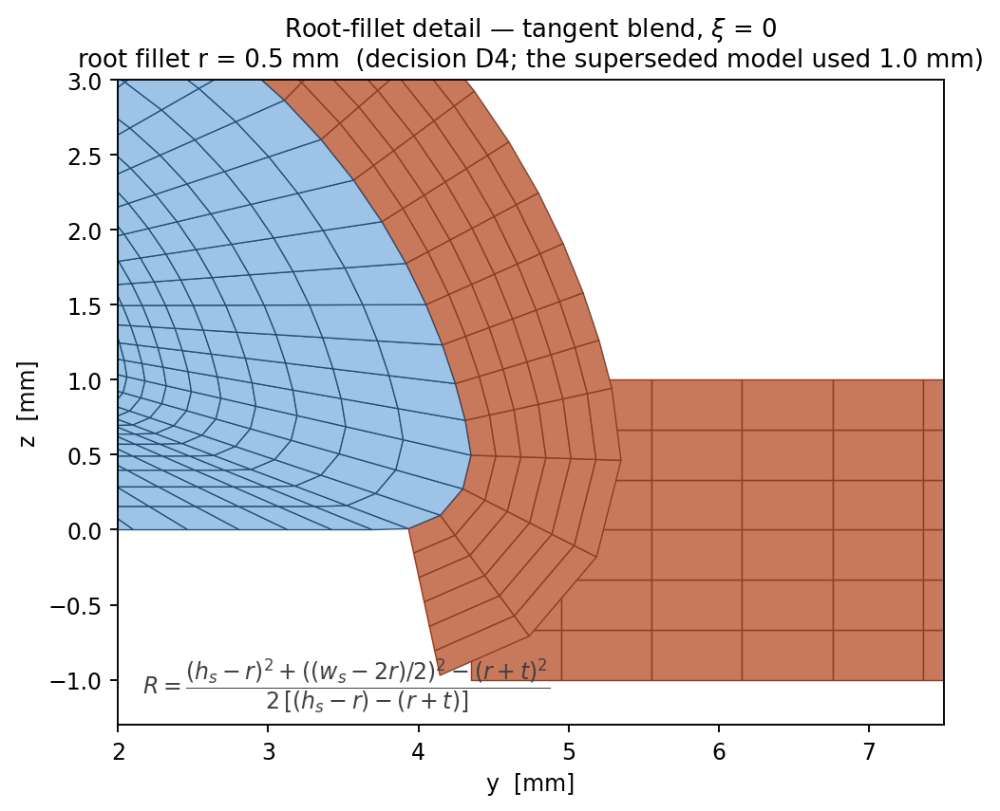 Root-fillet detail — tangent blend, ξ = 0
root fillet r = 0.5 mm (decision D4; the superseded model used 1.0 mm)
3.0
2.5
2.0
1.5
1.0
0.5
0.0
−0.5
−1.0
z [mm]
R = \frac{(h_s − r)^2 + ((w_s − 2r)/2)^2 − (r + t)^2}{2 [(h_s − r) − (r + t)]}
2 3 4 5 6 7
y [mm]